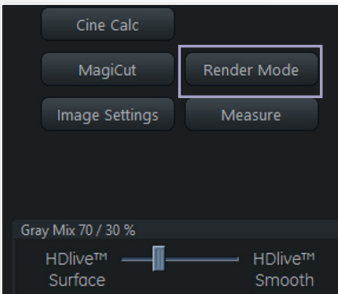 Cine Calc
MagiCut
Render Mode
Image Settings
Measure
Gray Mix 70 / 30 %
HDlive™ HDlive™
Surface Smooth